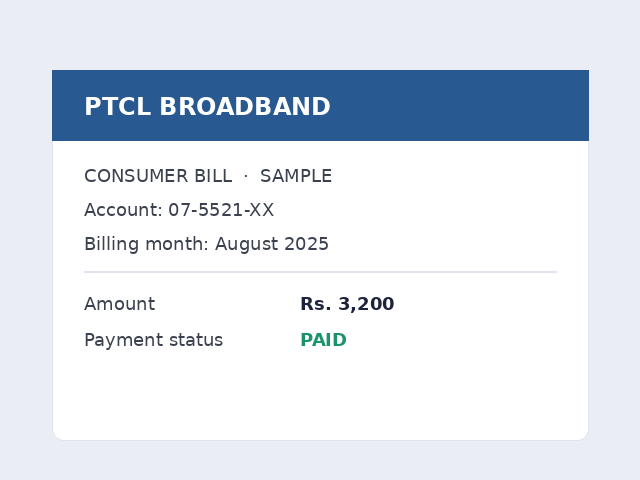 PTCL BROADBAND
CONSUMER BILL · SAMPLE
Account: 07-5521-XX
Billing month: August 2025
Amount Rs. 3,200
Payment status PAID